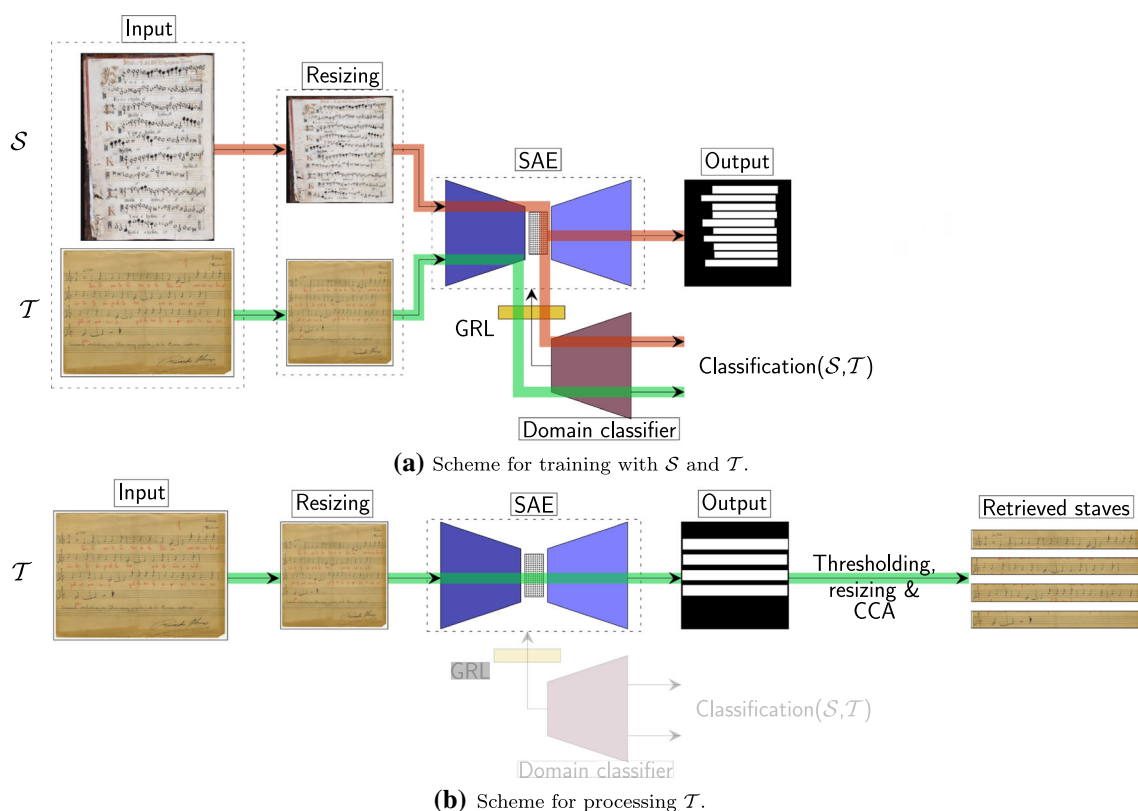 Input
Resizing
𝒮
SAE
Output
𝒯
GRL
Classification(𝒮,𝒯)
Domain classifier
(a) Scheme for training with 𝒮 and 𝒯.
Input
Resizing
SAE
Output
Retrieved staves
𝒯
Thresholding,
resizing &
CCA
GRL
Classification(𝒮,𝒯)
Domain classifier
(b) Scheme for processing 𝒯.